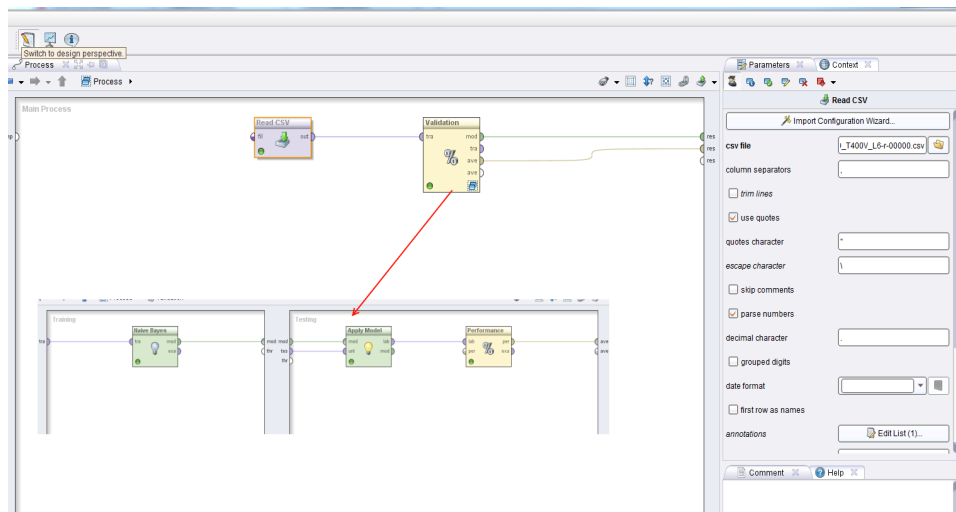 Switch to design perspective.
Process
Process
Main Process
Read CSV
fil
out
Validation
tra
mod
tra
ave
ave
res
res
res
Training
Testing
tra
Naive Bayes
tra
mod
exa
mod
thr
mod
tes
thr
Apply Model
mod
lab
unl
mod
Performance
lab
per
per
exa
ave
ave
Parameters
Context
Read CSV
Import Configuration Wizard...
csv file
I_T400V_L6-r-00000.csv
column separators
,
trim lines
use quotes
quotes character
"
escape character
\
skip comments
parse numbers
decimal character
.
grouped digits
date format
first row as names
annotations
Edit List (1)...
Comment
Help